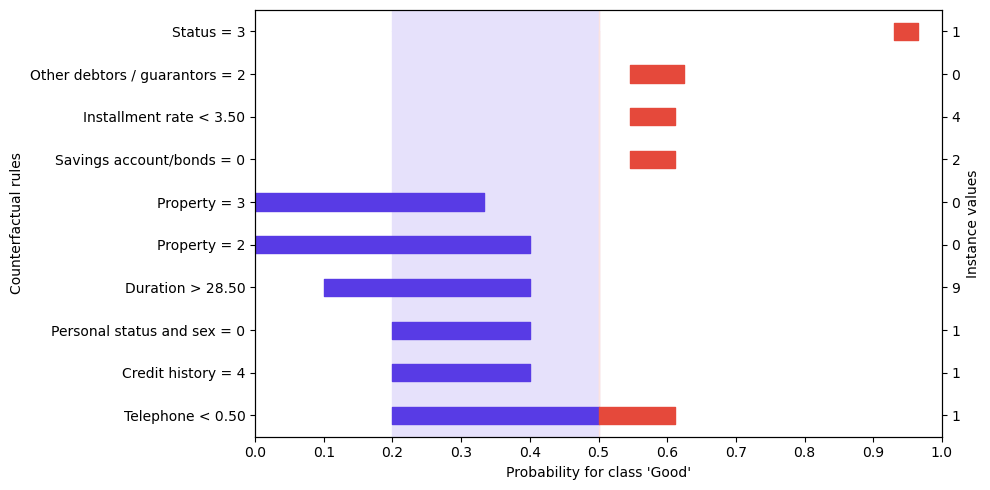 Counterfactual rules
Status = 3 1
Other debtors / guarantors = 2 0
Installment rate < 3.50 4
Savings account/bonds = 0 2
Property = 3 0
Property = 2 0
Duration > 28.50 9
Personal status and sex = 0 1
Credit history = 4 1
Telephone < 0.50 1
Instance values
0.0 0.1 0.2 0.3 0.4 0.5 0.6 0.7 0.8 0.9 1.0
Probability for class 'Good'